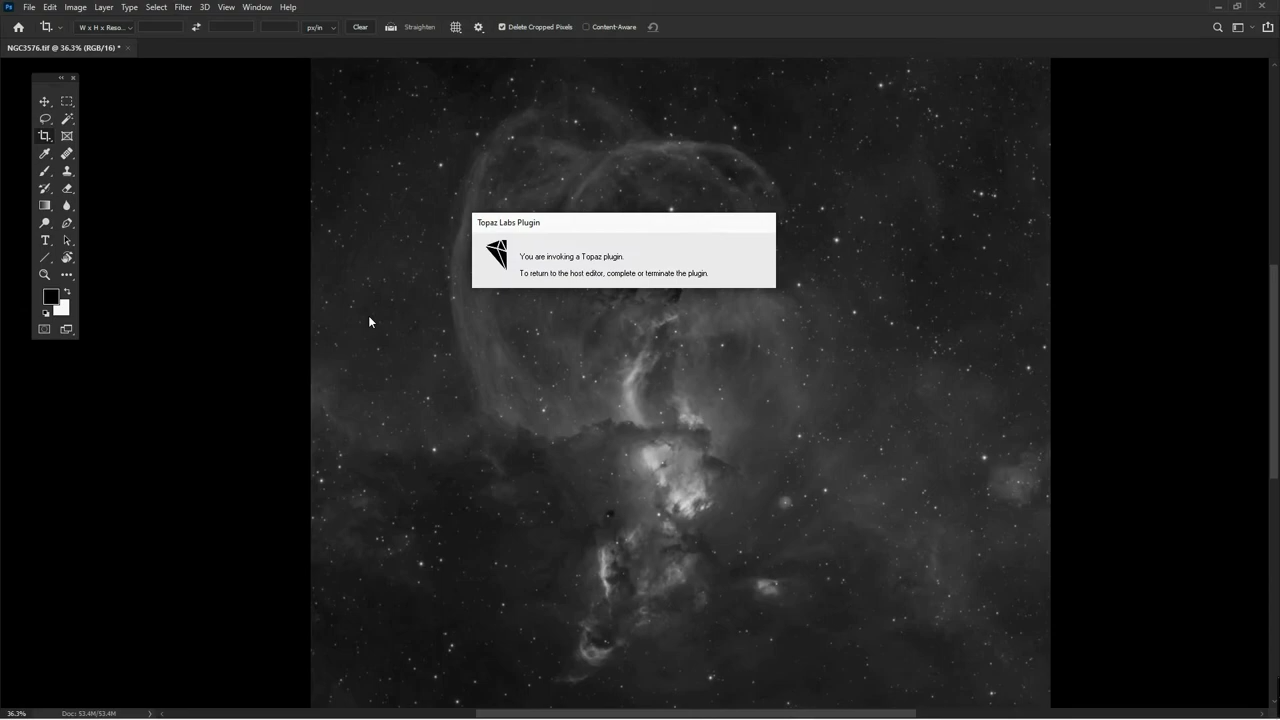 Ps File Edit Image Layer Type Select Filter 3D View Window Help
W x H x Reso... px/in Clear Straighten Delete Cropped Pixels Content-Aware
NGC3576.tif @ 36.3% (RGB/16) *
Topaz Labs Plugin
You are invoking a Topaz plugin.
To return to the host editor, complete or terminate the plugin.
36.3% Doc: 53.4M/53.4M